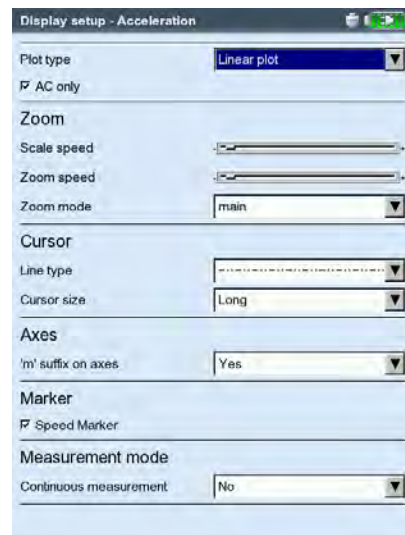 Display setup - Acceleration
Plot type Linear plot
AC only
Zoom
Scale speed
Zoom speed
Zoom mode main
Cursor
Line type
Cursor size Long
Axes
'm' suffix on axes Yes
Marker
Speed Marker
Measurement mode
Continuous measurement No